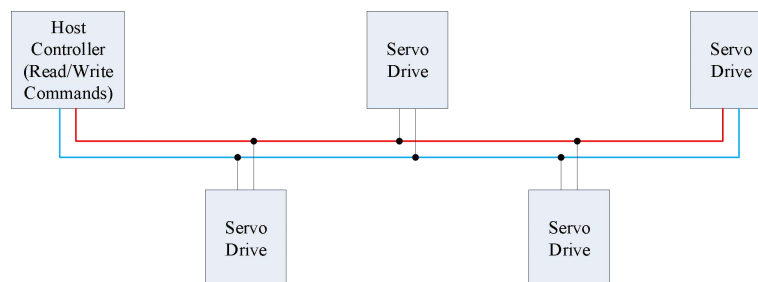 Host
Controller
(Read/Write
Commands)
Servo
Drive
Servo
Drive
Servo
Drive
Servo
Drive